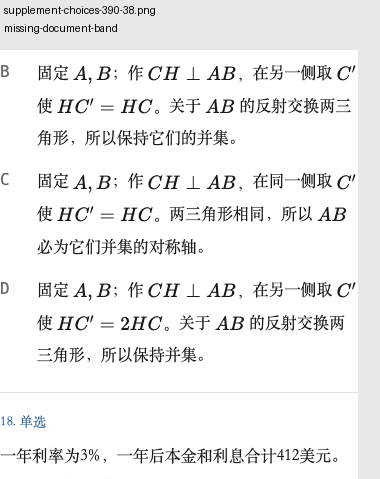 supplement-choices-390-38.png
missing-document-band
B 固定 A, B；作 CH ⊥ AB，在另一侧取 C′
使 HC′ = HC。关于 AB 的反射交换两三
角形，所以保持它们的并集。
C 固定 A, B；作 CH ⊥ AB，在同一侧取 C′
使 HC′ = HC。两三角形相同，所以 AB
必为它们并集的对称轴。
D 固定 A, B；作 CH ⊥ AB，在另一侧取 C′
使 HC′ = 2HC。关于 AB 的反射交换两
三角形，所以保持并集。
18. 单选
一年利率为3%，一年后本金和利息合计412美元。